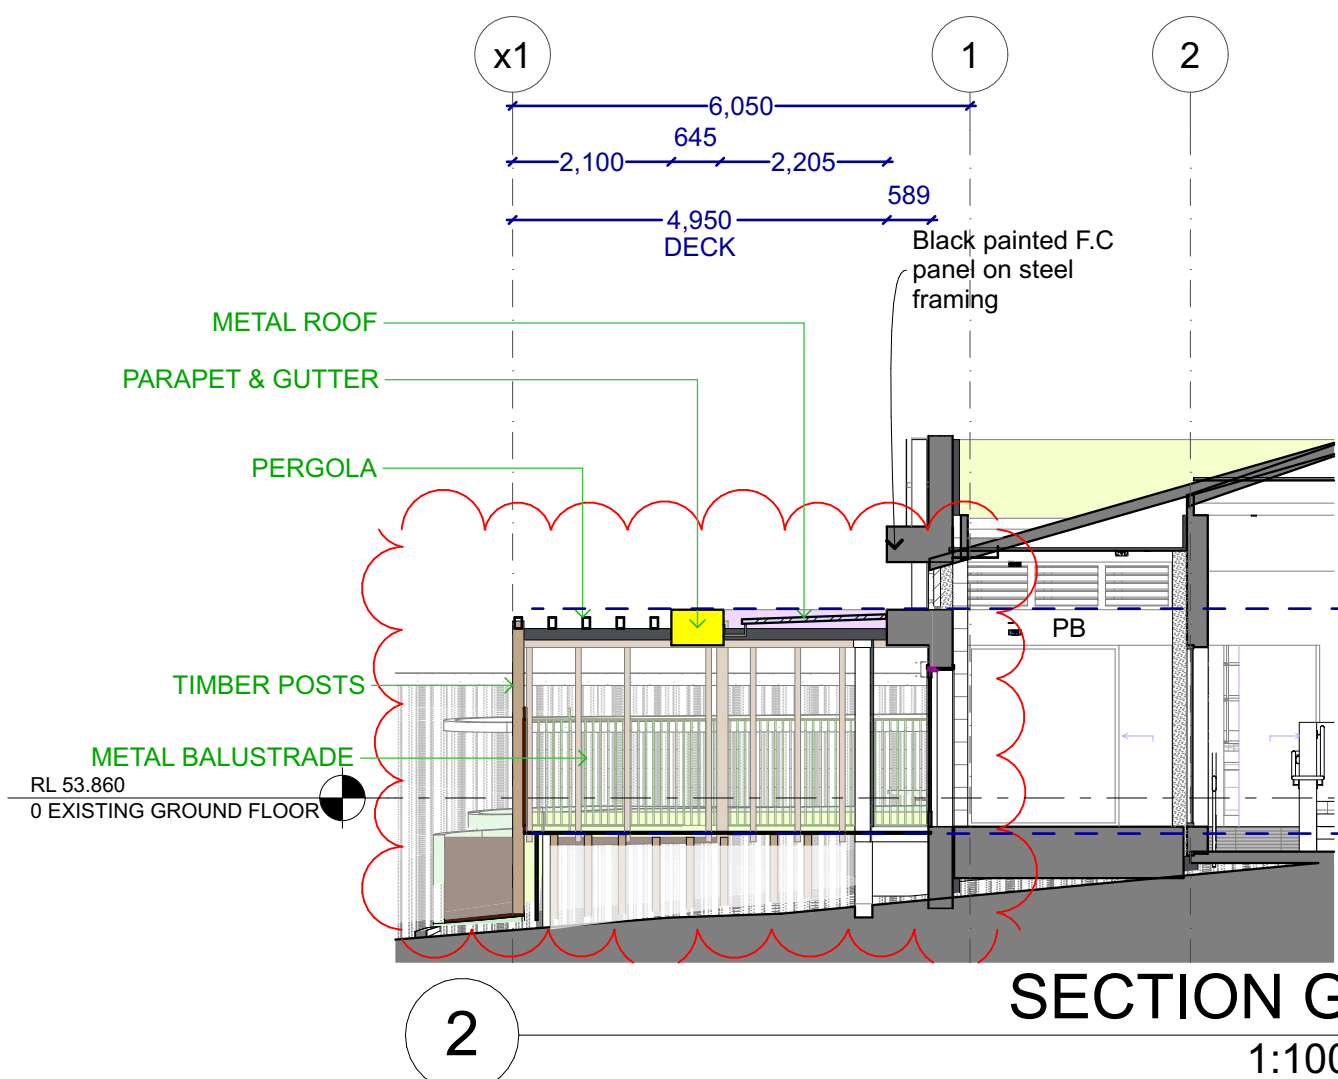 x1
1
2
6,050
645
2,100
2,205
589
4,950
DECK
Black painted F.C
panel on steel
framing
METAL ROOF
PARAPET & GUTTER
PERGOLA
PB
TIMBER POSTS
METAL BALUSTRADE
RL 53.860
0 EXISTING GROUND FLOOR
SECTION G
2
1:100